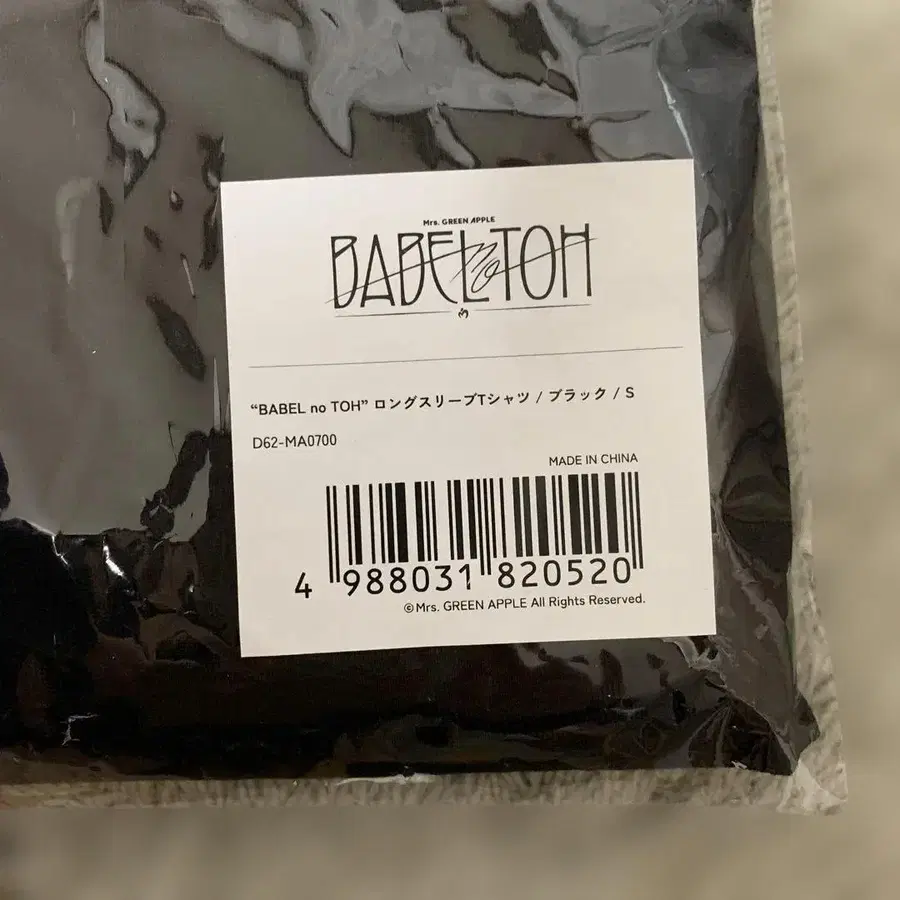 Mrs. GREEN APPLE
BABEL no TOH
“BABEL no TOH” ロングスリーブTシャツ / ブラック / S
D62-MA0700
MADE IN CHINA
4 988031 820520
©Mrs. GREEN APPLE All Rights Reserved.